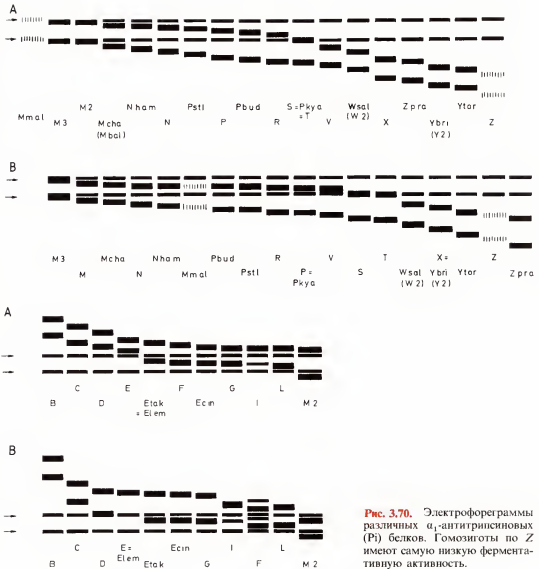 A
M2 Nham Pstl Pbud S=Pkya Wsal Zpra Ytor
=T (W2)
Mmal M3 Mcha N P R V X Ybri Z
(Mbal) (Y2)
B
M3 Mcha Nham Pbud R V T X= Z
M N Mmal Pstl P= S Wsal Ybri Ytor Zpra
Pkya (W2) (Y2)
A
C E F G L
B D Etak Ecin I M2
= Elem
B
C E= Ecin I L
Elem
B D Etak G F M2
Рис. 3.70. Электрофореграммы
различных α₁-антитрипсиновых
(Pi) белков. Гомозиготы по Z
имеют самую низкую фермента-
тивную активность.